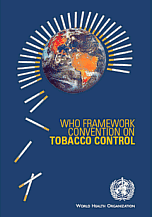 WHO FRAMEWORK
CONVENTION ON
TOBACCO CONTROL
WORLD HEALTH ORGANIZATION